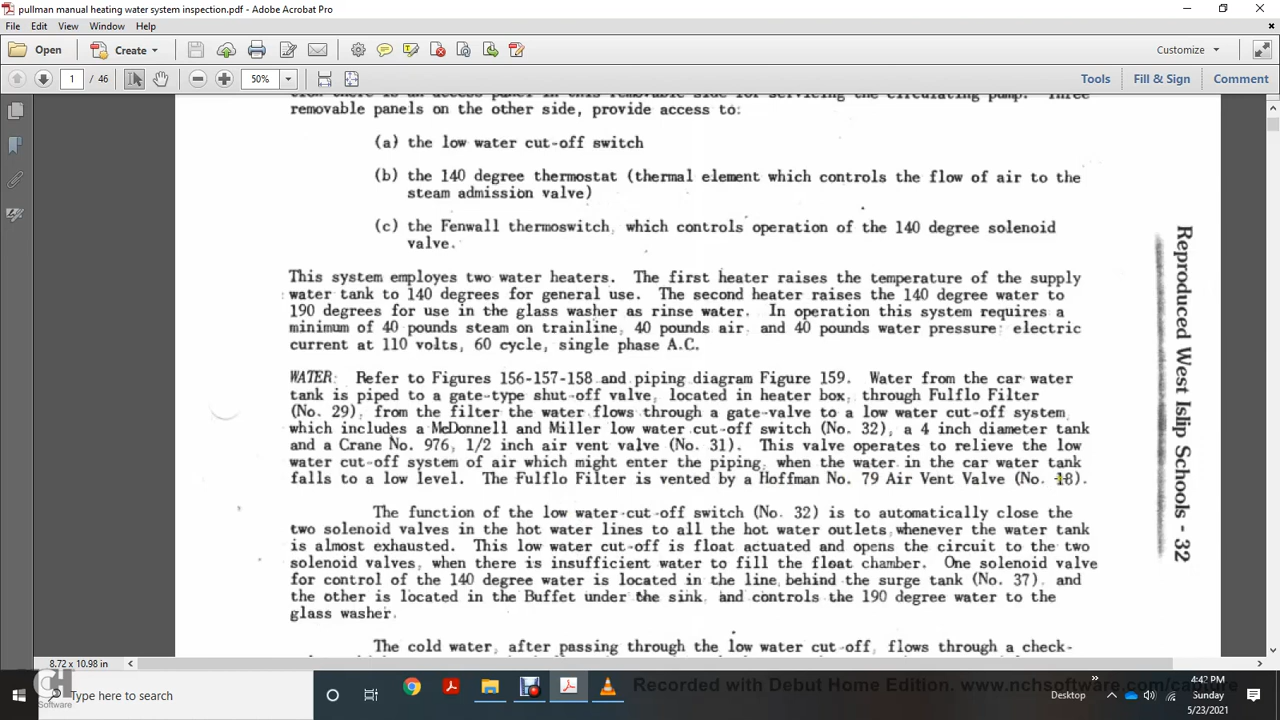 pullman manual heating water system inspection.pdf - Adobe Acrobat Pro
File Edit View Window Help
Open Create Customize
1 / 46 50% Tools Fill & Sign Comment
removable panels on the other side, provide access to:
(a) the low water cut-off switch
(b) the 140 degree thermostat (thermal element which controls the flow of air to the
steam admission valve)
(c) the Fenwall thermoswitch, which controls operation of the 140 degree solenoid
valve.
This system employes two water heaters. The first heater raises the temperature of the supply
water tank to 140 degrees for general use. The second heater raises the 140 degree water to
190 degrees for use in the glass washer as rinse water. In operation this system requires a
minimum of 40 pounds steam on trainline, 40 pounds air, and 40 pounds water pressure; electric
current at 110 volts, 60 cycle, single phase A.C.
WATER: Refer to Figures 156-157-158 and piping diagram Figure 159. Water from the car water
tank is piped to a gate-type shut-off valve, located in heater box, through Fulflo Filter
(No. 29), from the filter the water flows through a gate-valve to a low water cut-off system,
which includes a McDonnell and Miller low water cut-off switch (No. 32), a 4 inch diameter tank
and a Crane No. 976, 1/2 inch air vent valve (No. 31). This valve operates to relieve the low
water cut-off system of air which might enter the piping, when the water in the car water tank
falls to a low level. The Fulflo Filter is vented by a Hoffman No. 79 Air Vent Valve (No. 18).
The function of the low water cut-off switch (No. 32) is to automatically close the
two solenoid valves in the hot water lines to all the hot water outlets, whenever the water tank
is almost exhausted. This low water cut-off is float actuated and opens the circuit to the two
solenoid valves, when there is insufficient water to fill the float chamber. One solenoid valve
for control of the 140 degree water is located in the line, behind the surge tank (No. 37), and
the other is located in the Buffet under the sink, and controls the 190 degree water to the
glass washer.
The cold water, after passing through the low water cut-off, flows through a check-
Reproduced West Islip Schools - 32
8.72 x 10.98 in
Type here to search
Recorded with Debut Home Edition. www.nchsoftware.com/capture
NCH
Software
Desktop
4:42 PM
Sunday
5/23/2021